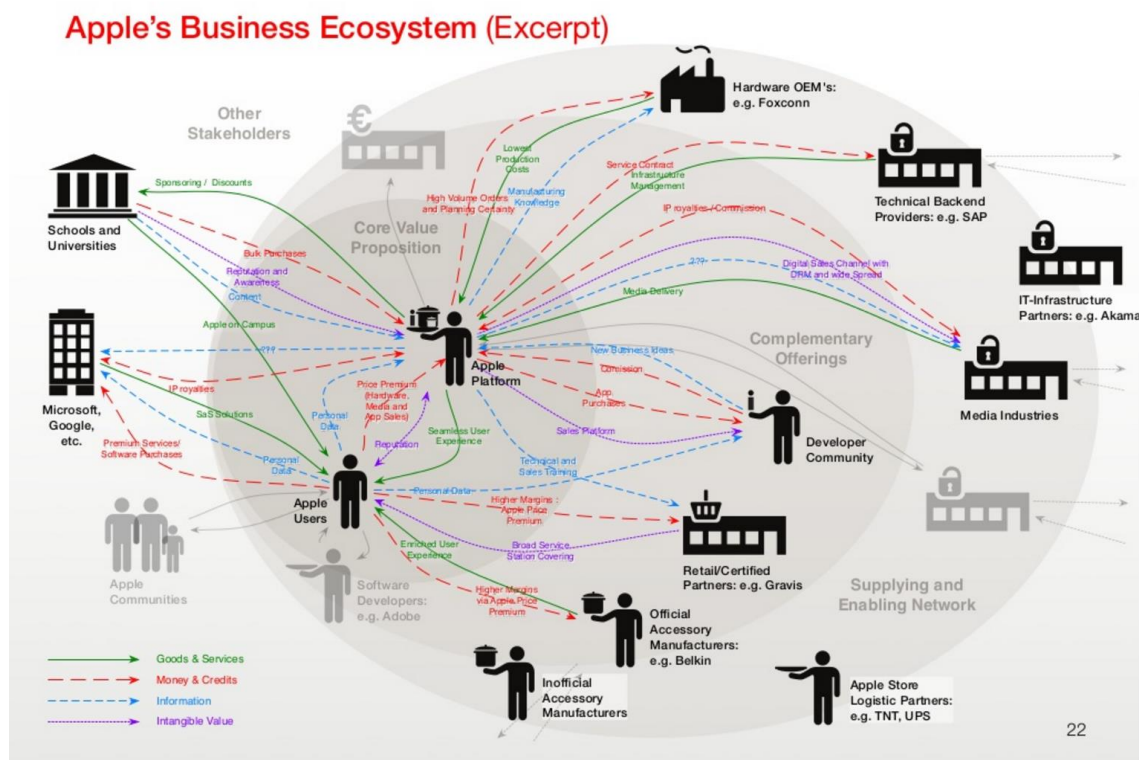 Apple's Business Ecosystem (Excerpt)
Other
Stakeholders
€
Hardware OEM's:
e.g. Foxconn
Lowest
Production
Costs
Service Contract
Infrastructure
Management
Technical Backend
Providers: e.g. SAP
Schools and
Universities
Sponsoring / Discounts
Core Value
Proposition
High Volume Orders
and Planning Certainty
Manufacturing
Knowledge
IP royalties / Commission
Bulk Purchases
Reputation and
Awareness
Content
???
Digital Sales Channel with
DRM and wide Spread
Media Delivery
IT-Infrastructure
Partners: e.g. Akama
Apple on Campus
Microsoft,
Google,
etc.
???
IP royalties
SaS Solutions
Premium Services/
Software Purchases
Personal
Data
Apple
Platform
Price Premium
(Hardware,
Media and
App Sales)
Personal
Data
Reputation
Seamless User
Experience
New Business Ideas
Comission
App
Purchases
Sales Platform
Complementary
Offerings
Media Industries
Developer
Community
Technical and
Sales Training
Personal Data
Apple
Users
Higher Margins :
Apple Price
Premium
Broad Service
Station Covering
Enriched User
Experience
Higher Margins
via Apple Price
Premium
Retail/Certified
Partners: e.g. Gravis
Supplying and
Enabling Network
Apple
Communities
Software
Developers:
e.g. Adobe
Official
Accessory
Manufacturers:
e.g. Belkin
Inofficial
Accessory
Manufacturers
Apple Store
Logistic Partners:
e.g. TNT, UPS
Goods & Services
Money & Credits
Information
Intangible Value
22